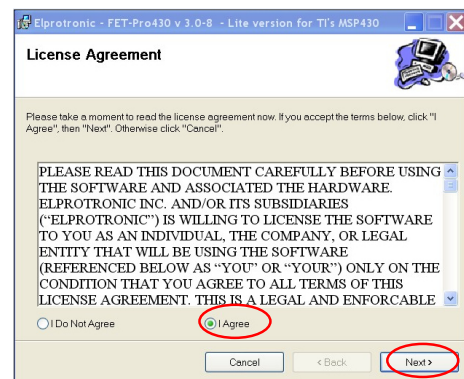 Elprotronic - FET-Pro430 v 3.0-8 - Lite version for TI's MSP430
License Agreement
Please take a moment to read the license agreement now. If you accept the terms below, click "I
Agree", then "Next". Otherwise click "Cancel".
PLEASE READ THIS DOCUMENT CAREFULLY BEFORE USING
THE SOFTWARE AND ASSOCIATED THE HARDWARE.
ELPROTRONIC INC. AND/OR ITS SUBSIDIARIES
(“ELPROTRONIC”) IS WILLING TO LICENSE THE SOFTWARE
TO YOU AS AN INDIVIDUAL, THE COMPANY, OR LEGAL
ENTITY THAT WILL BE USING THE SOFTWARE
(REFERENCED BELOW AS “YOU” OR “YOUR”) ONLY ON THE
CONDITION THAT YOU AGREE TO ALL TERMS OF THIS
LICENSE AGREEMENT. THIS IS A LEGAL AND ENFORCABLE
I Do Not Agree I Agree
Cancel < Back Next >